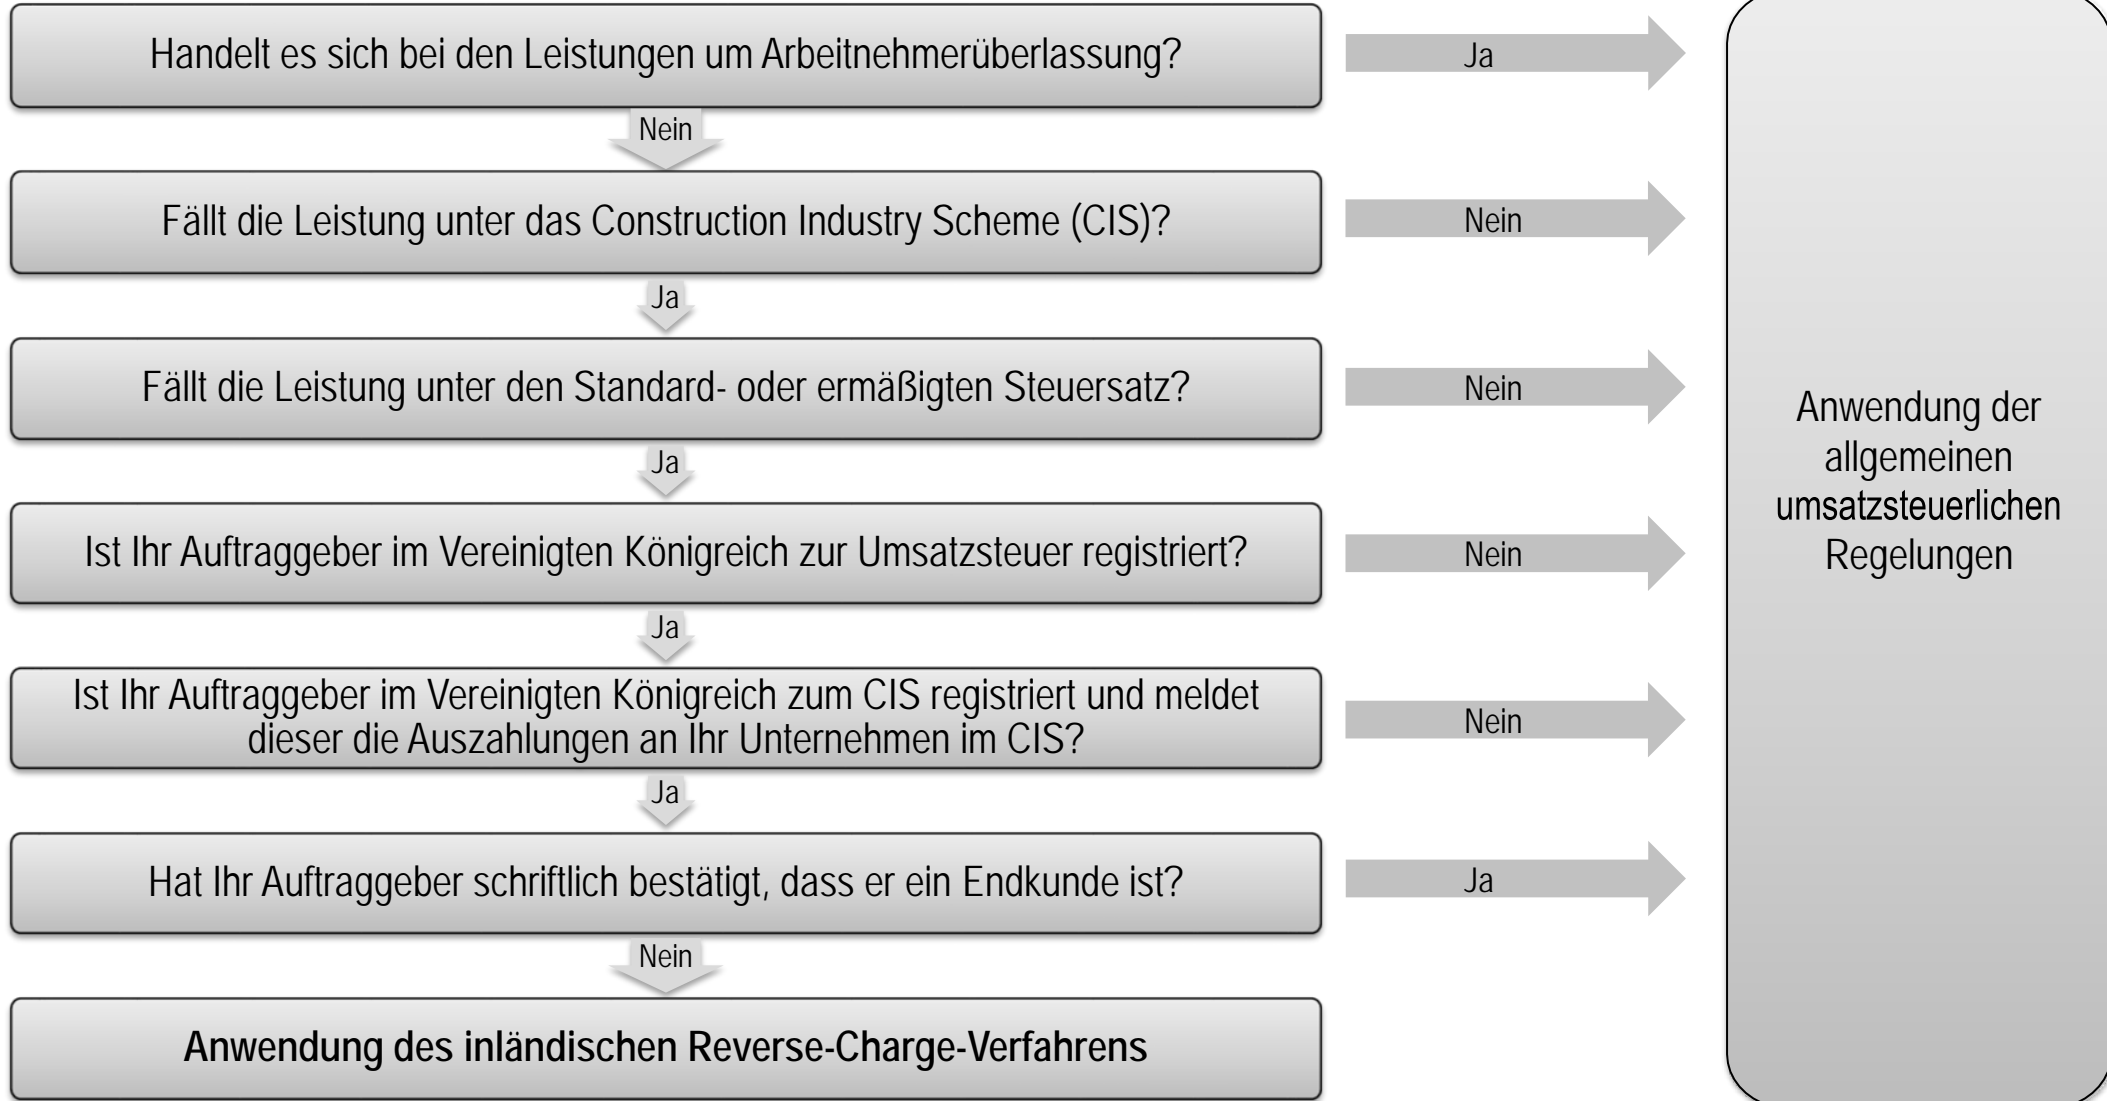 Handelt es sich bei den Leistungen um Arbeitnehmerüberlassung?
Ja
Nein
Fällt die Leistung unter das Construction Industry Scheme (CIS)?
Nein
Ja
Fällt die Leistung unter den Standard- oder ermäßigten Steuersatz?
Nein
Ja
Ist Ihr Auftraggeber im Vereinigten Königreich zur Umsatzsteuer registriert?
Nein
Ja
Ist Ihr Auftraggeber im Vereinigten Königreich zum CIS registriert und meldet
dieser die Auszahlungen an Ihr Unternehmen im CIS?
Nein
Ja
Hat Ihr Auftraggeber schriftlich bestätigt, dass er ein Endkunde ist?
Ja
Nein
Anwendung des inländischen Reverse-Charge-Verfahrens
Anwendung der
allgemeinen
umsatzsteuerlichen
Regelungen